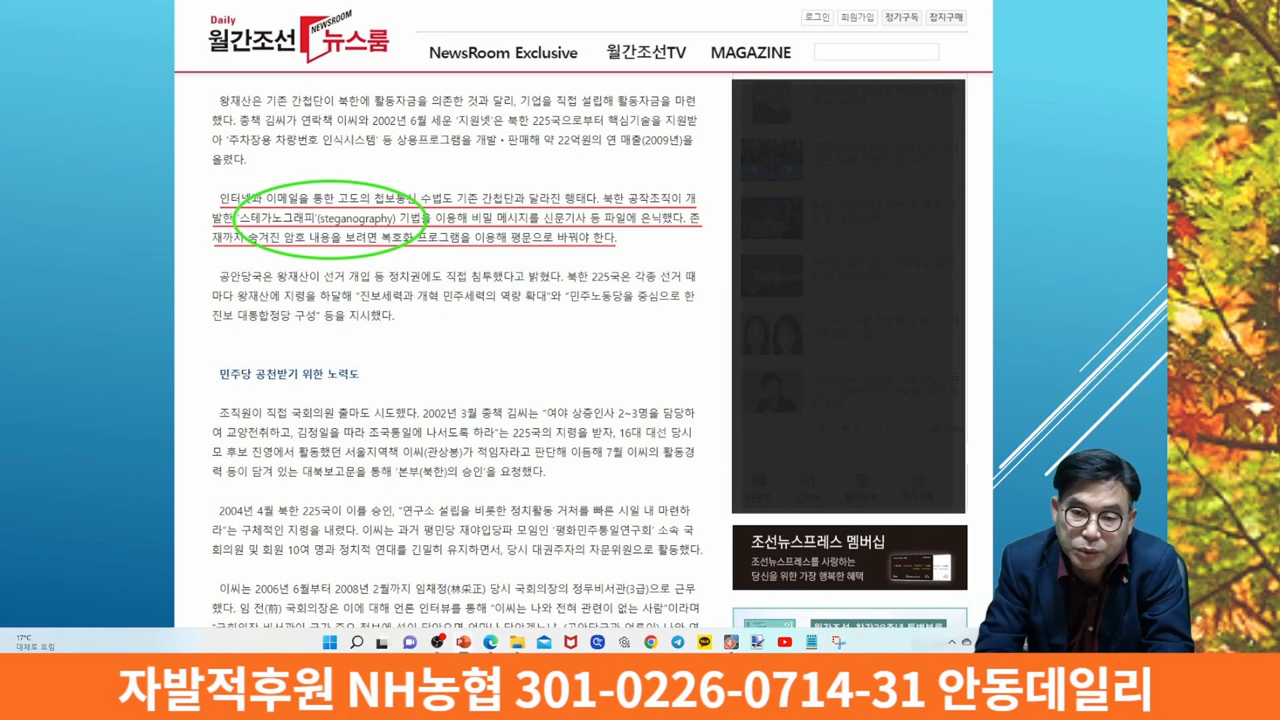 Daily
월간조선 NEWSROOM 뉴스룸
로그인 회원가입 정기구독 잡지구매
NewsRoom Exclusive 월간조선TV MAGAZINE
왕재산은 기존 간첩단이 북한에 활동자금을 의존한 것과 달리, 기업을 직접 설립해 활동자금을 마련
했다. 총책 김씨가 연락책 이씨와 2002년 6월 세운 ‘지원넷’은 북한 225국으로부터 핵심기술을 지원받
아 ‘주차장용 차량번호 인식시스템’ 등 상용프로그램을 개발・판매해 약 22억원의 연 매출(2009년)을
올렸다.
인터넷과 이메일을 통한 고도의 첩보통신 수법도 기존 간첩단과 달라진 행태다. 북한 공작조직이 개
발한 ‘스테가노그래피’(steganography) 기법을 이용해 비밀 메시지를 신문기사 등 파일에 은닉했다. 존
재까지 숨겨진 암호 내용을 보려면 복호화 프로그램을 이용해 평문으로 바꿔야 한다.
공안당국은 왕재산이 선거 개입 등 정치권에도 직접 침투했다고 밝혔다. 북한 225국은 각종 선거 때
마다 왕재산에 지령을 하달해 “진보세력과 개혁 민주세력의 역량 확대”와 “민주노동당을 중심으로 한
진보 대통합정당 구성” 등을 지시했다.
민주당 공천받기 위한 노력도
조직원이 직접 국회의원 출마도 시도했다. 2002년 3월 총책 김씨는 “여야 상층인사 2~3명을 담당하
여 교양전취하고, 김정일을 따라 조국통일에 나서도록 하라”는 225국의 지령을 받자, 16대 대선 당시
모 후보 진영에서 활동했던 서울지역책 이씨(관상봉)가 적임자라고 판단해 이듬해 7월 이씨의 활동경
력 등이 담겨 있는 대북보고문을 통해 ‘본부(북한)의 승인’을 요청했다.
2004년 4월 북한 225국이 이를 승인, “연구소 설립을 비롯한 정치활동 거처를 빠른 시일 내 마련하
라”는 구체적인 지령을 내렸다. 이씨는 과거 평민당 재야입당파 모임인 ‘평화민주통일연구회’ 소속 국
회의원 및 회원 10여 명과 정치적 연대를 긴밀히 유지하면서, 당시 대권주자의 자문위원으로 활동했다.
이씨는 2006년 6월부터 2008년 2월까지 임채정(林采正) 당시 국회의장의 정무비서관(3급)으로 근무
했다. 임 전(前) 국회의장은 이에 대해 언론 인터뷰를 통해 “이씨는 나와 전혀 관련이 없는 사람”이라며
조선뉴스프레스 멤버십
조선뉴스프레스를 사랑하는
당신을 위한 가장 행복한 혜택
17°C
대체로 흐림
자발적후원 NH농협 301-0226-0714-31 안동데일리